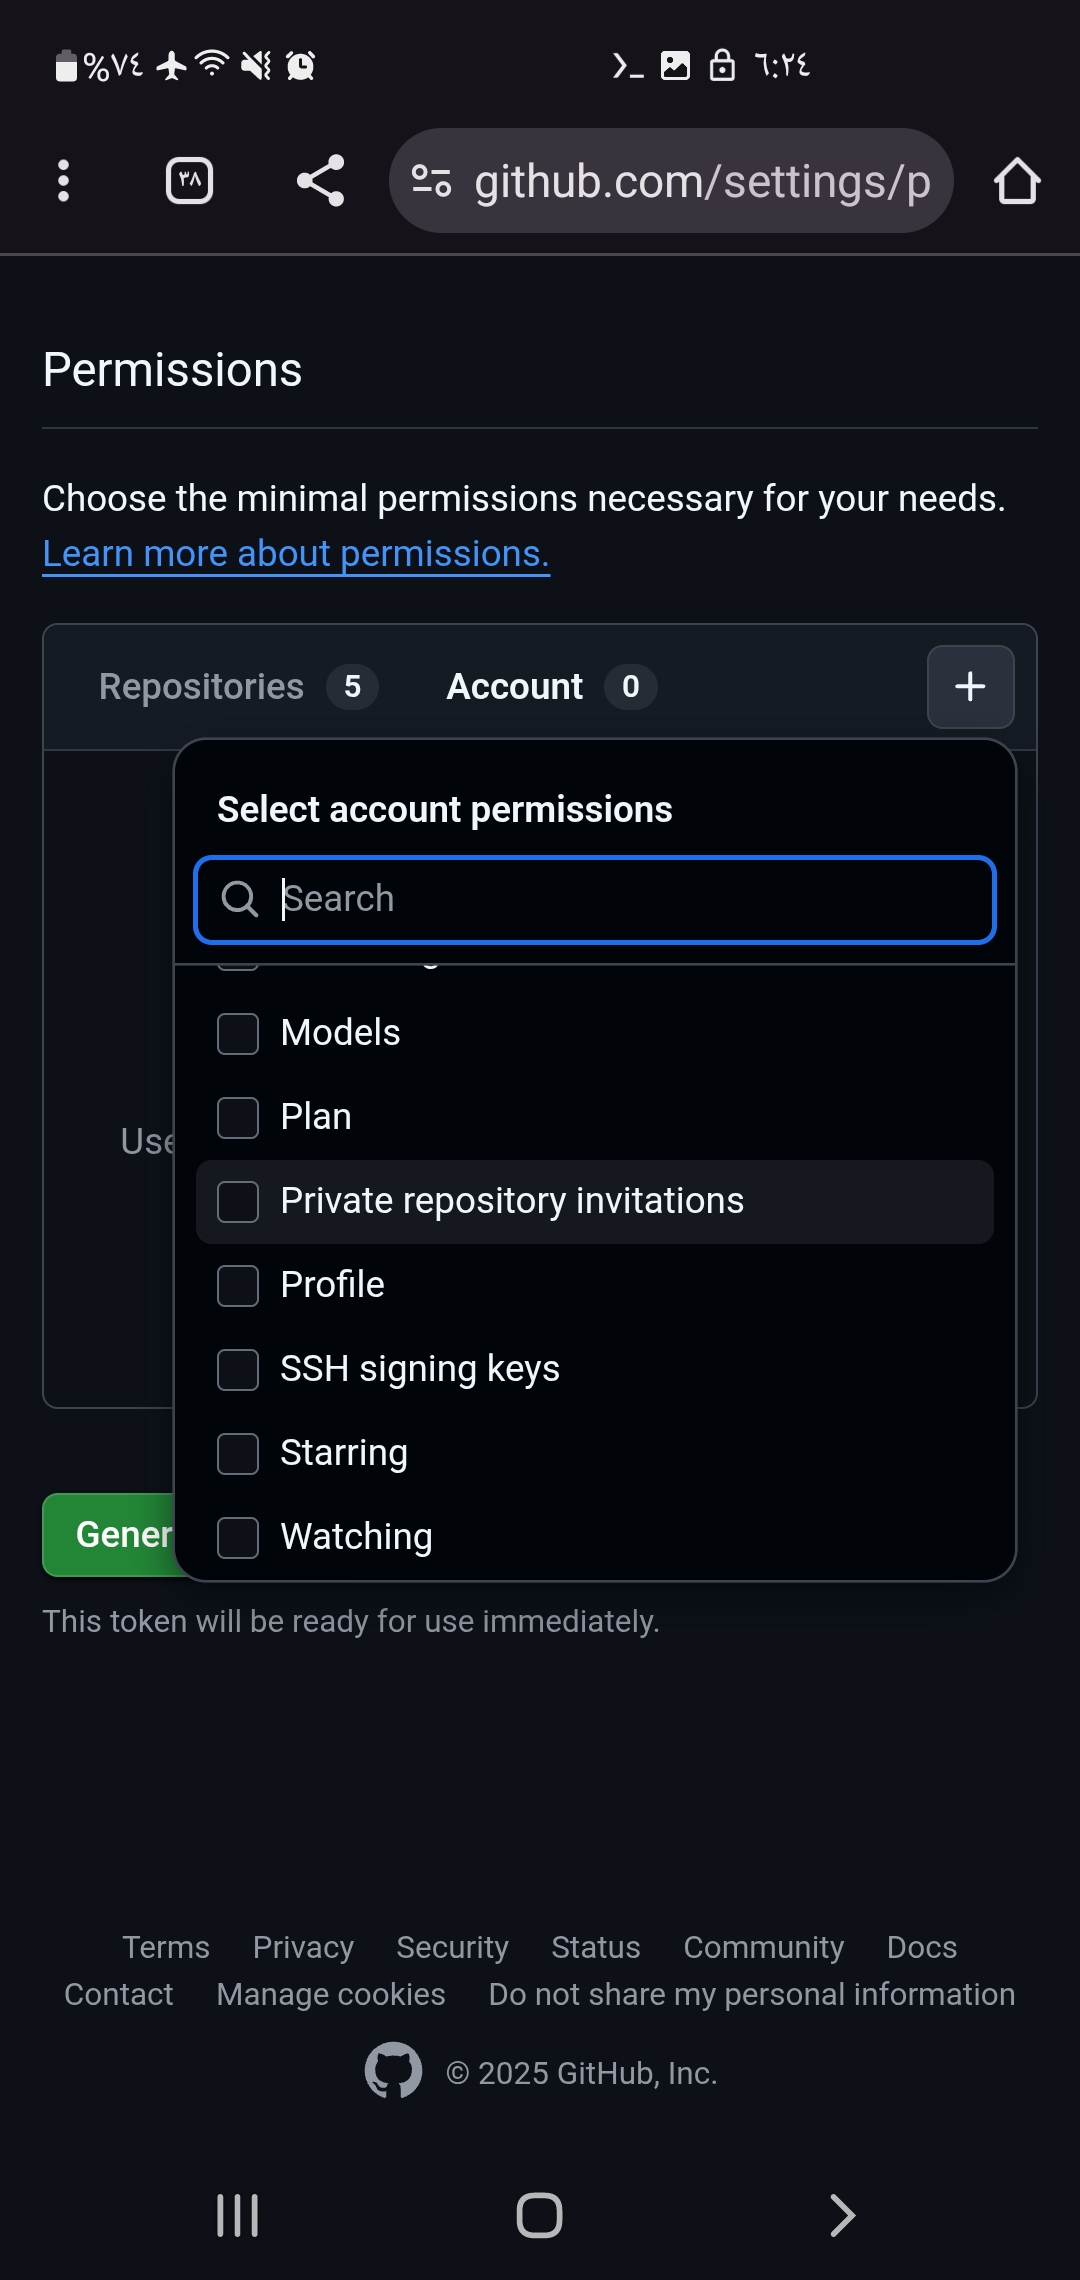 %٧٤ ٦:٢٤
٣٨ github.com/settings/p
Permissions
Choose the minimal permissions necessary for your needs.
Learn more about permissions.
Repositories 5 Account 0
Select account permissions
Search
Models
Plan
Use
Private repository invitations
Profile
SSH signing keys
Starring
Gener
Watching
This token will be ready for use immediately.
Terms Privacy Security Status Community Docs
Contact Manage cookies Do not share my personal information
© 2025 GitHub, Inc.